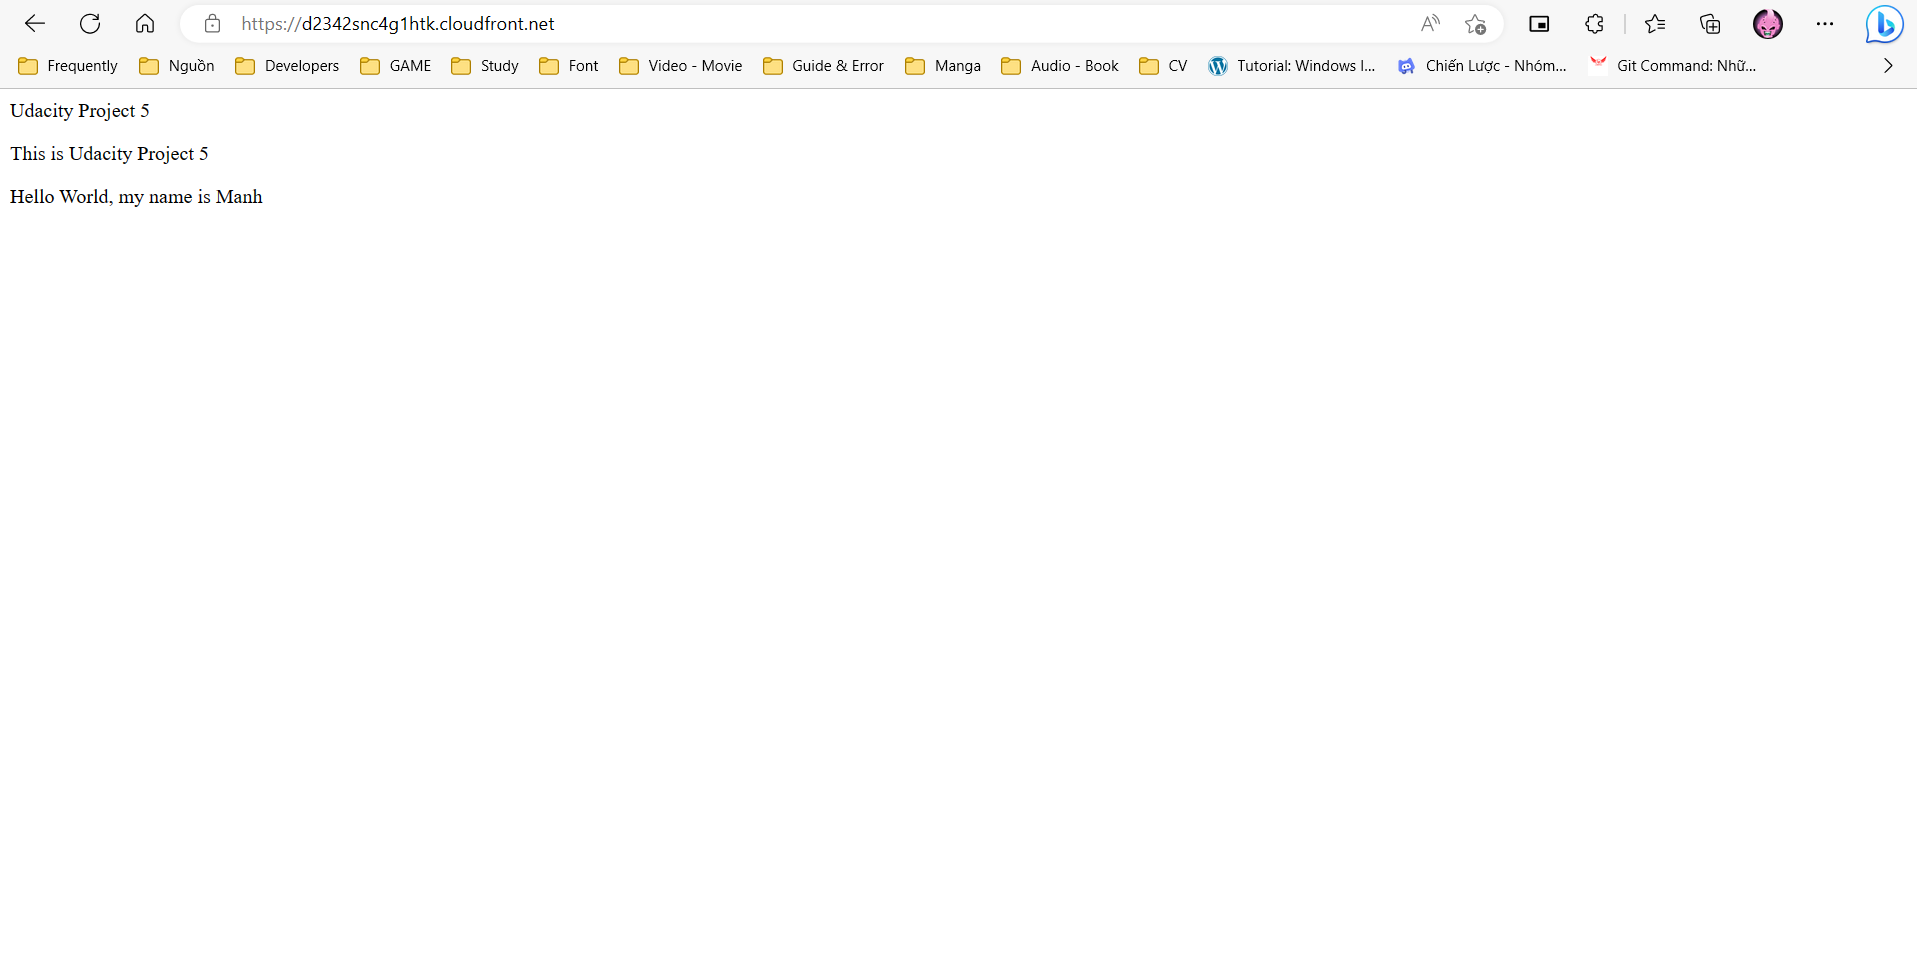 https://d2342snc4g1htk.cloudfront.net
Frequently Nguồn Developers GAME Study Font Video - Movie Guide & Error Manga Audio - Book CV Tutorial: Windows I... Chiến Lược - Nhóm... Git Command: Nhữ...
Udacity Project 5
This is Udacity Project 5
Hello World, my name is Manh